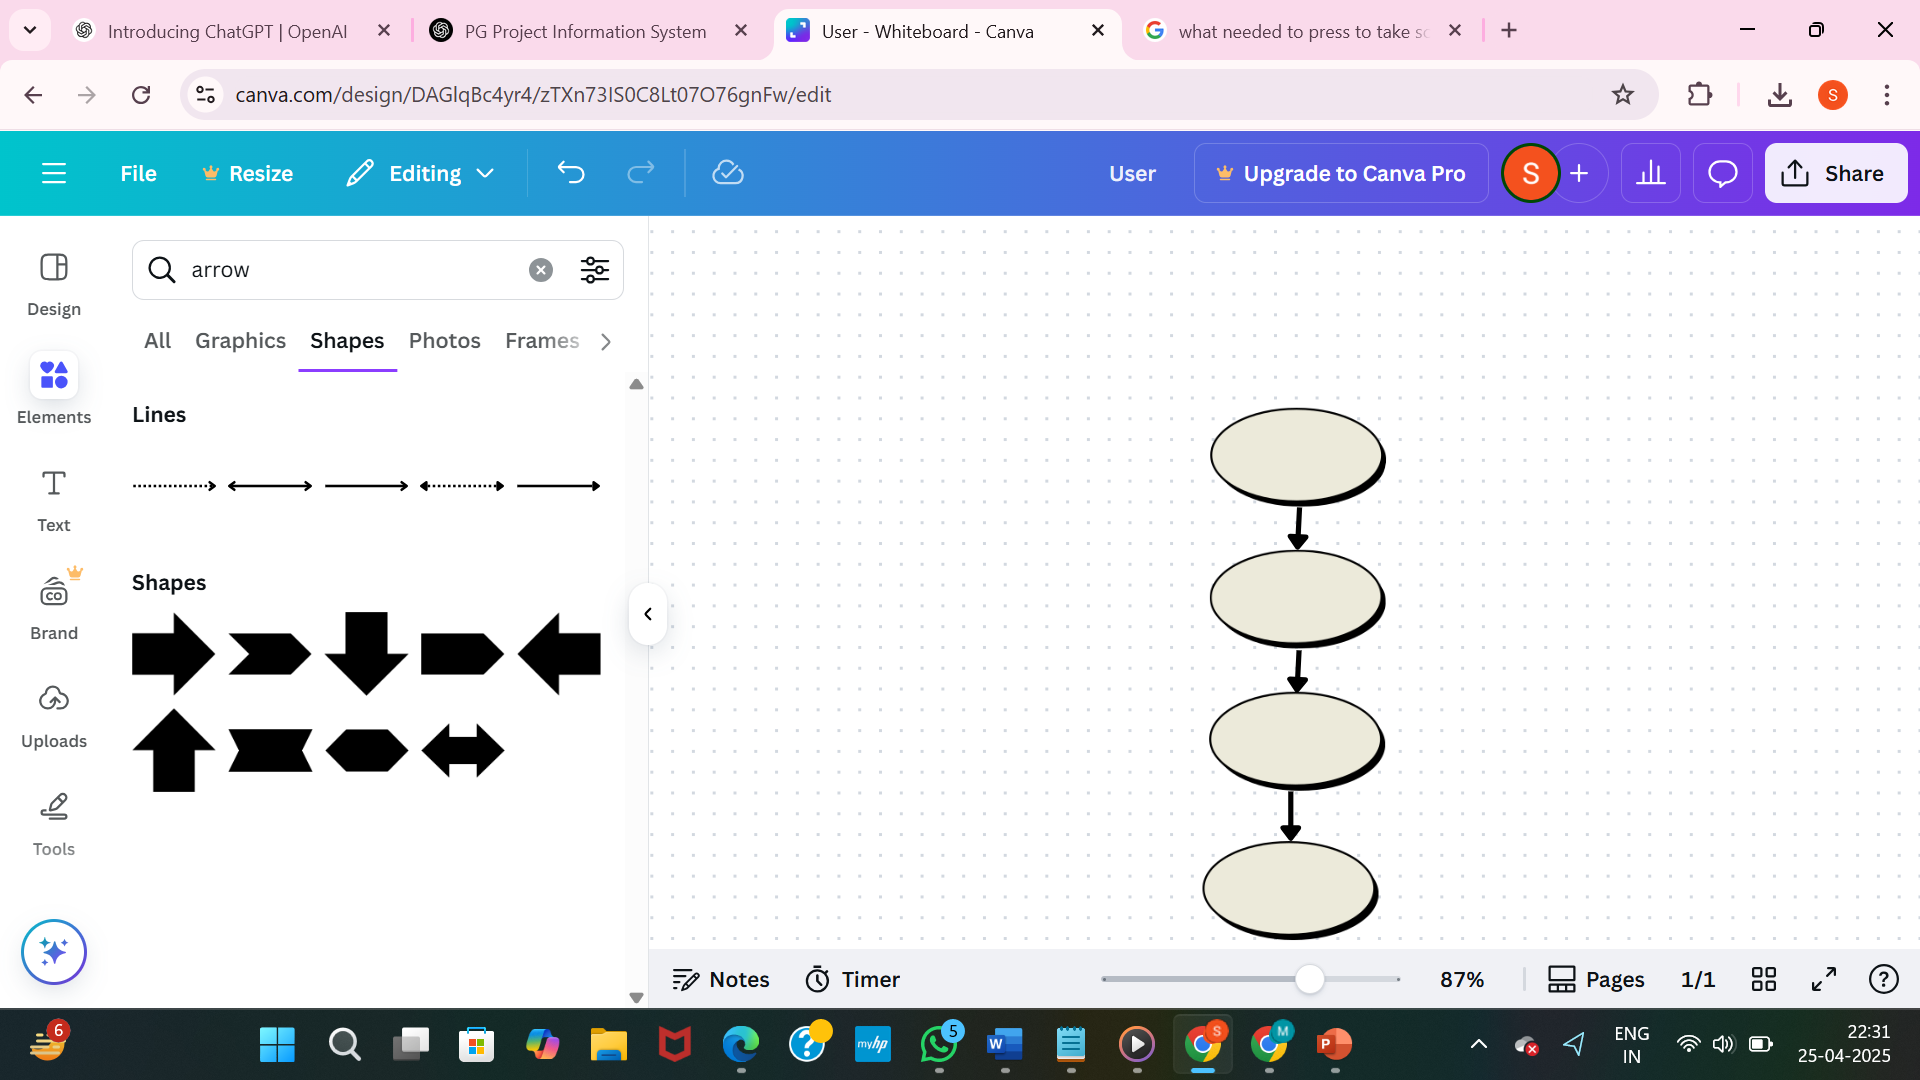 Introducing ChatGPT | OpenAI
PG Project Information System
User - Whiteboard - Canva
what needed to press to take sc
canva.com/design/DAGlqBc4yr4/zTXn73IS0C8Lt07O76gnFw/edit
S
File
Resize
Editing
User
Upgrade to Canva Pro
S
Share
Design
Elements
Text
Brand
Uploads
Tools
CO
arrow
All
Graphics
Shapes
Photos
Frames
Lines
Shapes
Notes
Timer
87%
Pages
1/1
6
myhp
5
W
S
M
P
ENG
IN
22:31
25-04-2025